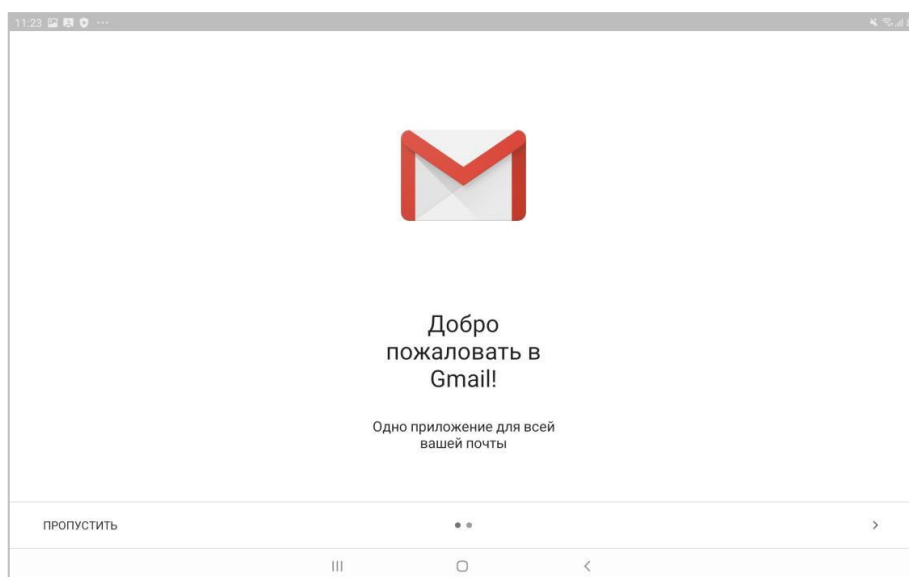 11:23
Добро
пожаловать в
Gmail!
Одно приложение для всей
вашей почты
ПРОПУСТИТЬ